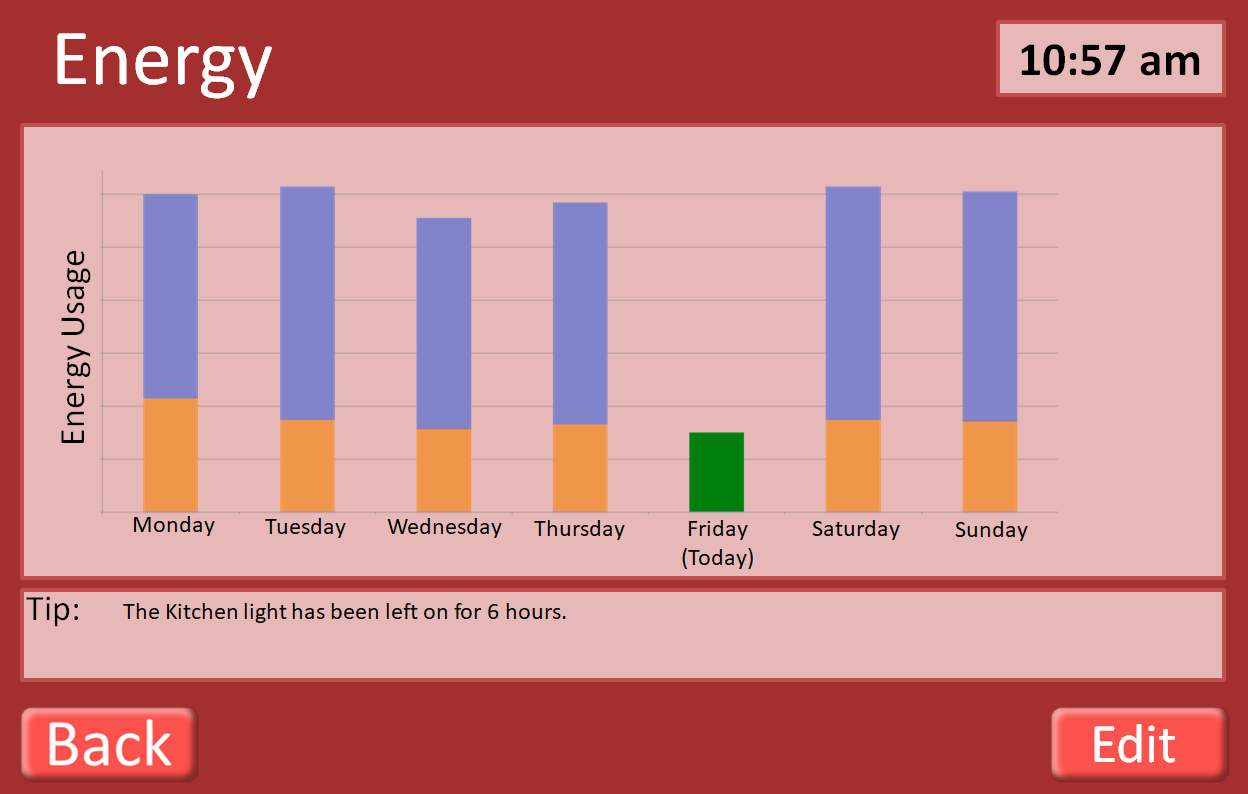 Energy
10:57 am
Energy Usage
Monday
Tuesday
Wednesday
Thursday
Friday
(Today)
Saturday
Sunday
Tip:
The Kitchen light has been left on for 6 hours.
Back
Edit